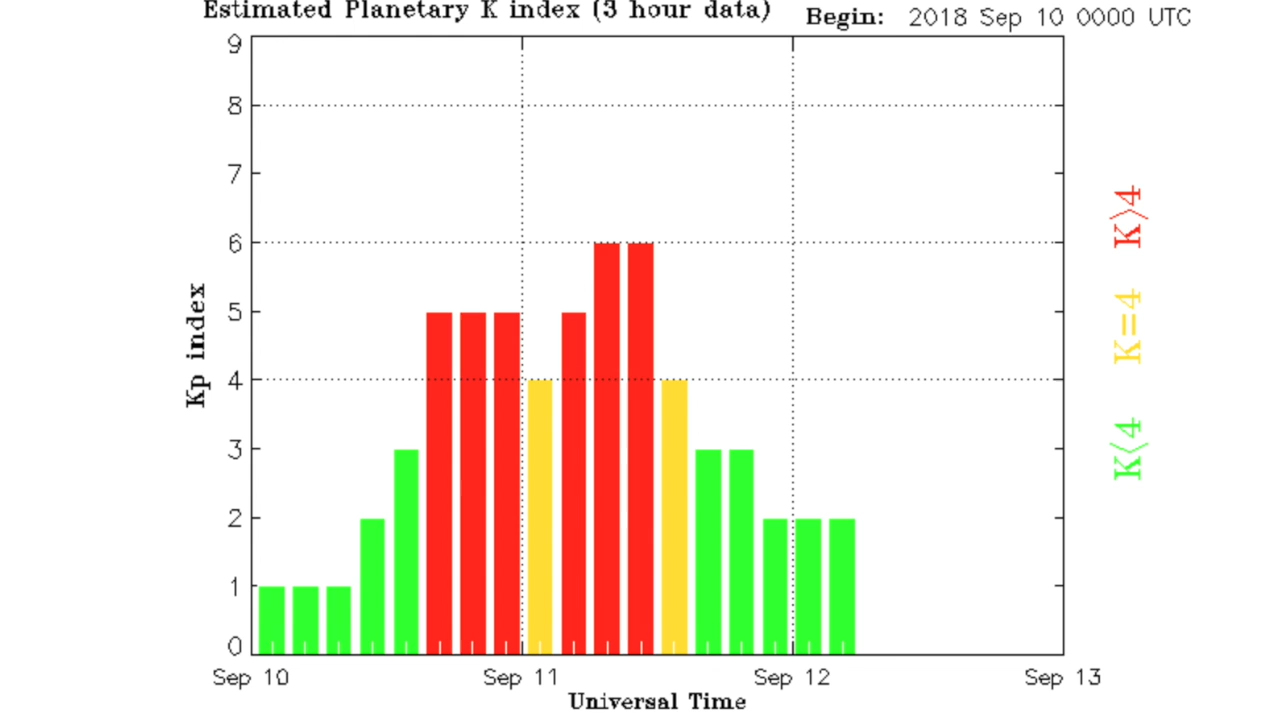 Estimated Planetary K index (3 hour data)
Begin: 2018 Sep 10 0000 UTC
9
8
7
6
5
4
3
2
1
0
Kp index
K>4
K=4
K<4
Sep 10
Sep 11
Sep 12
Sep 13
Universal Time